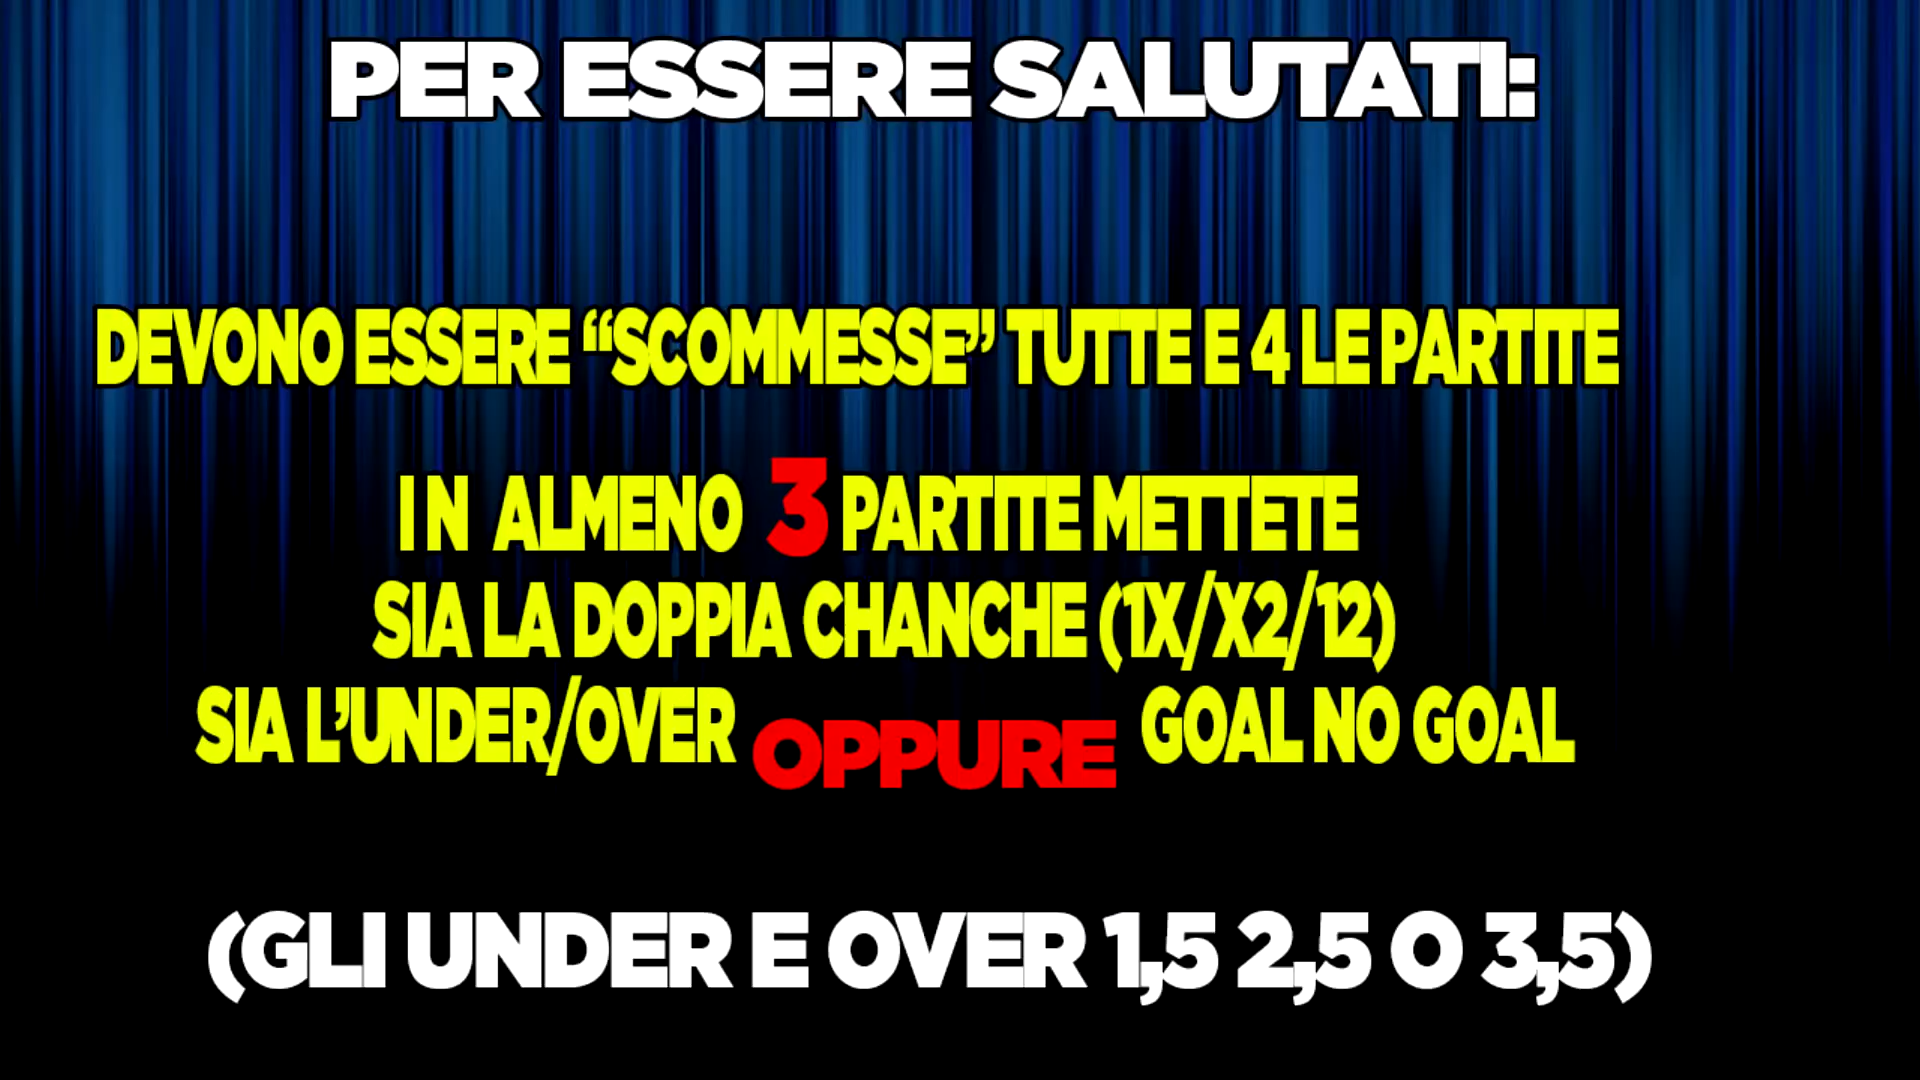 PER ESSERE SALUTATI:
DEVONO ESSERE “SCOMMESSE” TUTTE E 4 LE PARTITE
IN ALMENO 3 PARTITE METTETE
SIA LA DOPPIA CHANCHE (1X/X2/12)
SIA L’UNDER/OVER OPPURE GOAL NO GOAL
(GLI UNDER E OVER 1,5 2,5 O 3,5)